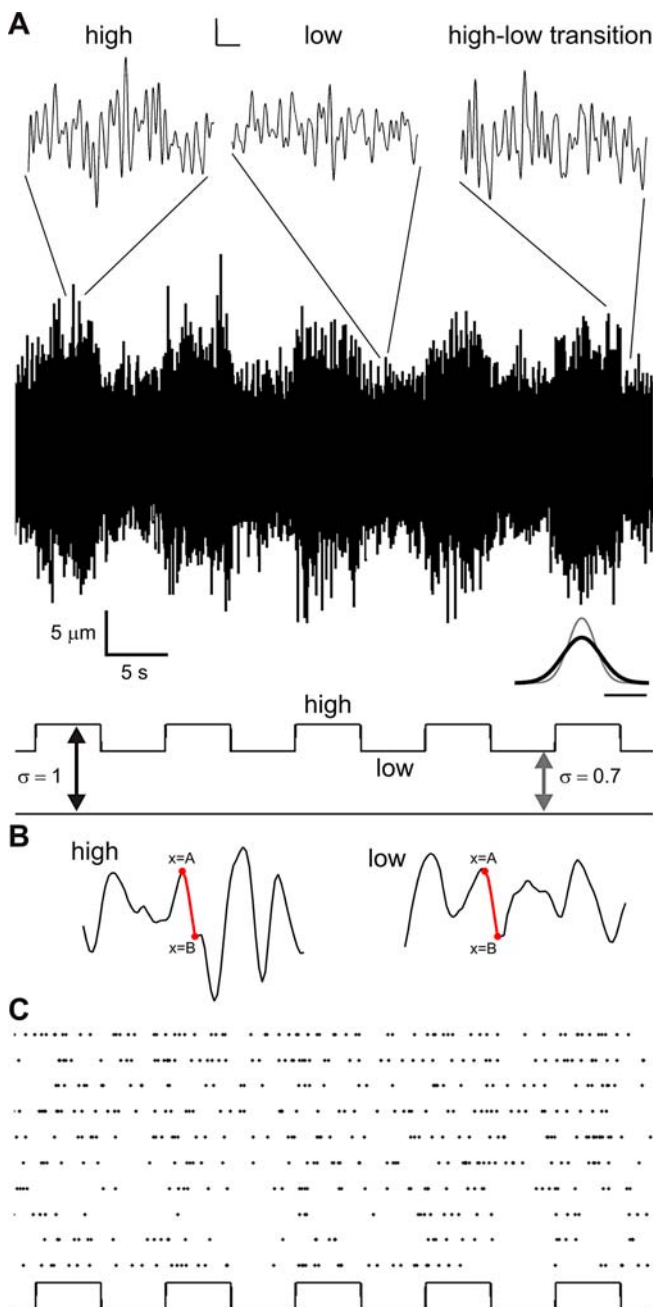 A
high
low
high-low transition
5 μm
5 s
high
low
σ = 1
σ = 0.7
B
high
x=A
x=B
low
x=A
x=B
C